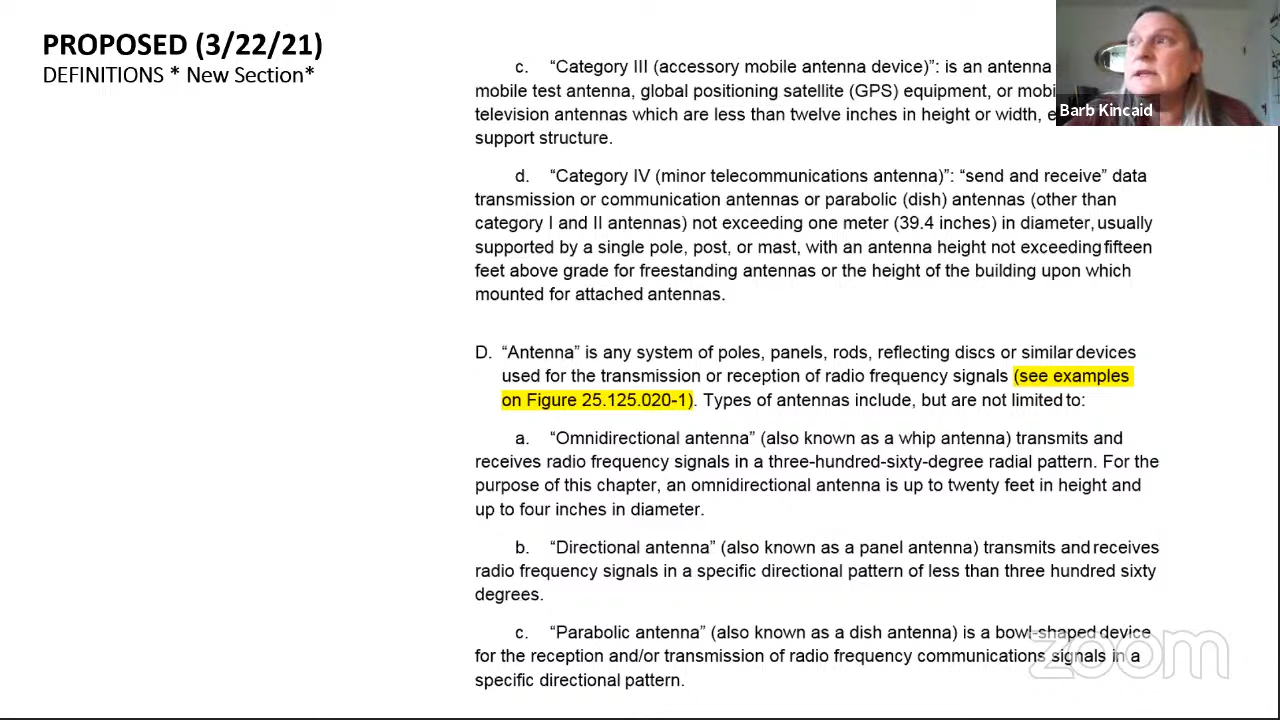 PROPOSED (3/22/21)
DEFINITIONS * New Section*
c. “Category III (accessory mobile antenna device)”: is an antenna
mobile test antenna, global positioning satellite (GPS) equipment, or
television antennas which are less than twelve inches in height or width,
support structure.
d. “Category IV (minor telecommunications antenna)”: “send and receive” data
transmission or communication antennas or parabolic (dish) antennas (other than
category I and II antennas) not exceeding one meter (39.4 inches) in diameter, usually
supported by a single pole, post, or mast, with an antenna height not exceeding fifteen
feet above grade for freestanding antennas or the height of the building upon which
mounted for attached antennas.
D. “Antenna” is any system of poles, panels, rods, reflecting discs or similar devices
used for the transmission or reception of radio frequency signals (see examples
on Figure 25.125.020-1). Types of antennas include, but are not limited to:
a. “Omnidirectional antenna” (also known as a whip antenna) transmits and
receives radio frequency signals in a three-hundred-sixty-degree radial pattern. For the
purpose of this chapter, an omnidirectional antenna is up to twenty feet in height and
up to four inches in diameter.
b. “Directional antenna” (also known as a panel antenna) transmits and receives
radio frequency signals in a specific directional pattern of less than three hundred sixty
degrees.
c. “Parabolic antenna” (also known as a dish antenna) is a bowl-shaped device
for the reception and/or transmission of radio frequency communications signals in a
specific directional pattern.
Barb Kincaid
zoom